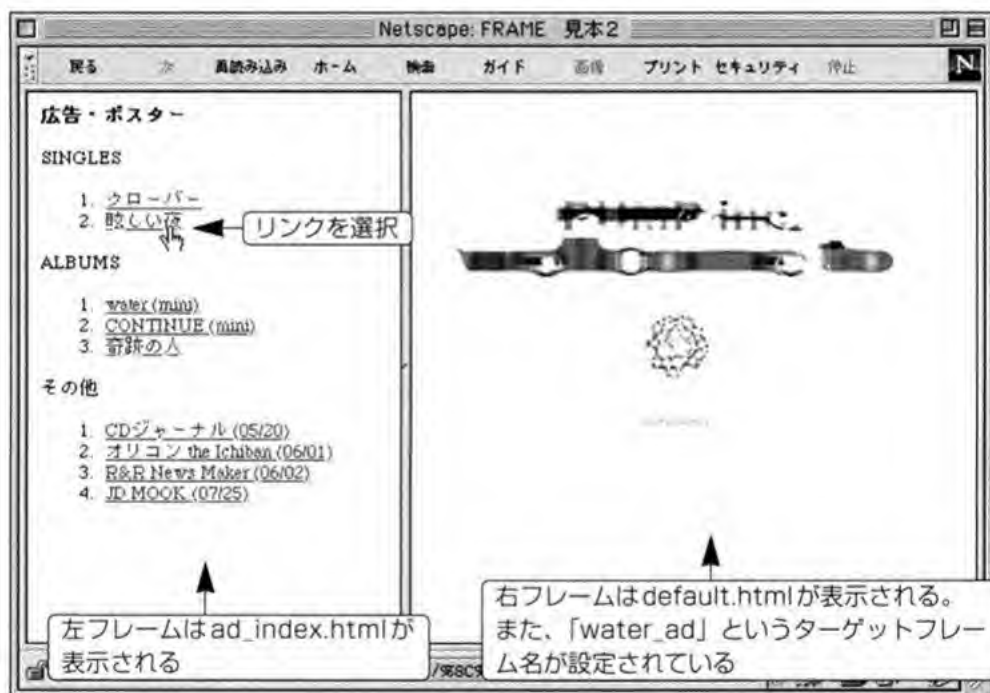 Netscape: FRAME 見本2
戻る 次 再読み込み ホーム 検索 ガイド 画像 プリント セキュリティ 停止 N
広告・ポスター
SINGLES
1. クローバー
2. 眩しい夜
リンクを選択
ALBUMS
1. water (mini)
2. CONTINUE (mini)
3. 奇跡の人
その他
1. CDジャーナル (05/20)
2. オリコン the Ichiban (06/01)
3. R&R News Maker (06/02)
4. JD MOOK (07/25)
左フレームはad_index.htmlが
表示される
右フレームはdefault.htmlが表示される。
また、「water_ad」というターゲットフレー
ム名が設定されている